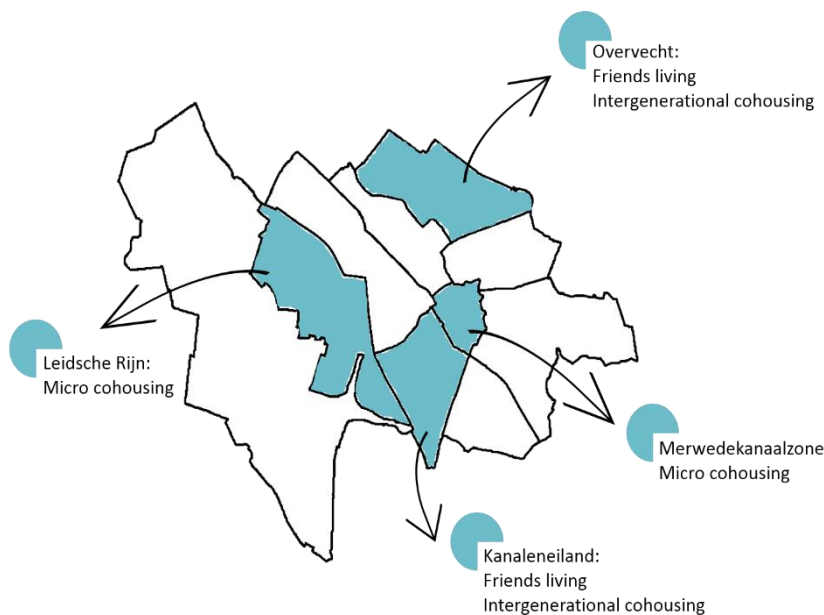 Overvecht:
Friends living
Intergenerational cohousing
Leidsche Rijn:
Micro cohousing
Merwedekanaalzone
Micro cohousing
Kanaleneiland:
Friends living
Intergenerational cohousing